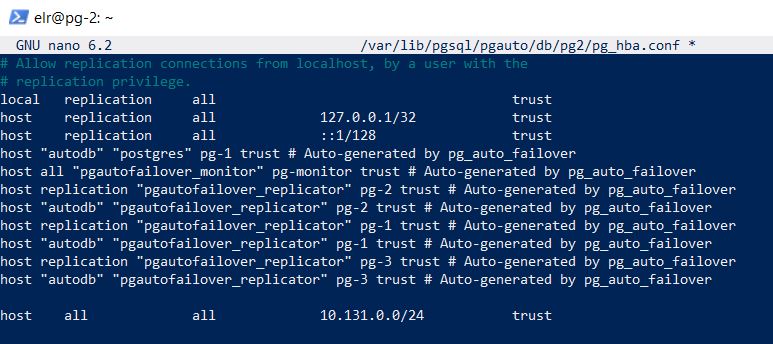 elr@pg-2: ~
GNU nano 6.2 /var/lib/pgsql/pgauto/db/pg2/pg_hba.conf *
# Allow replication connections from localhost, by a user with the
# replication privilege.
local   replication     all                                     trust
host    replication     all             127.0.0.1/32            trust
host    replication     all             ::1/128                 trust
host "autodb" "postgres" pg-1 trust # Auto-generated by pg_auto_failover
host all "pgautofailover_monitor" pg-monitor trust # Auto-generated by pg_auto_failover
host replication "pgautofailover_replicator" pg-2 trust # Auto-generated by pg_auto_failover
host "autodb" "pgautofailover_replicator" pg-2 trust # Auto-generated by pg_auto_failover
host replication "pgautofailover_replicator" pg-1 trust # Auto-generated by pg_auto_failover
host "autodb" "pgautofailover_replicator" pg-1 trust # Auto-generated by pg_auto_failover
host replication "pgautofailover_replicator" pg-3 trust # Auto-generated by pg_auto_failover
host "autodb" "pgautofailover_replicator" pg-3 trust # Auto-generated by pg_auto_failover
host    all             all             10.131.0.0/24           trust